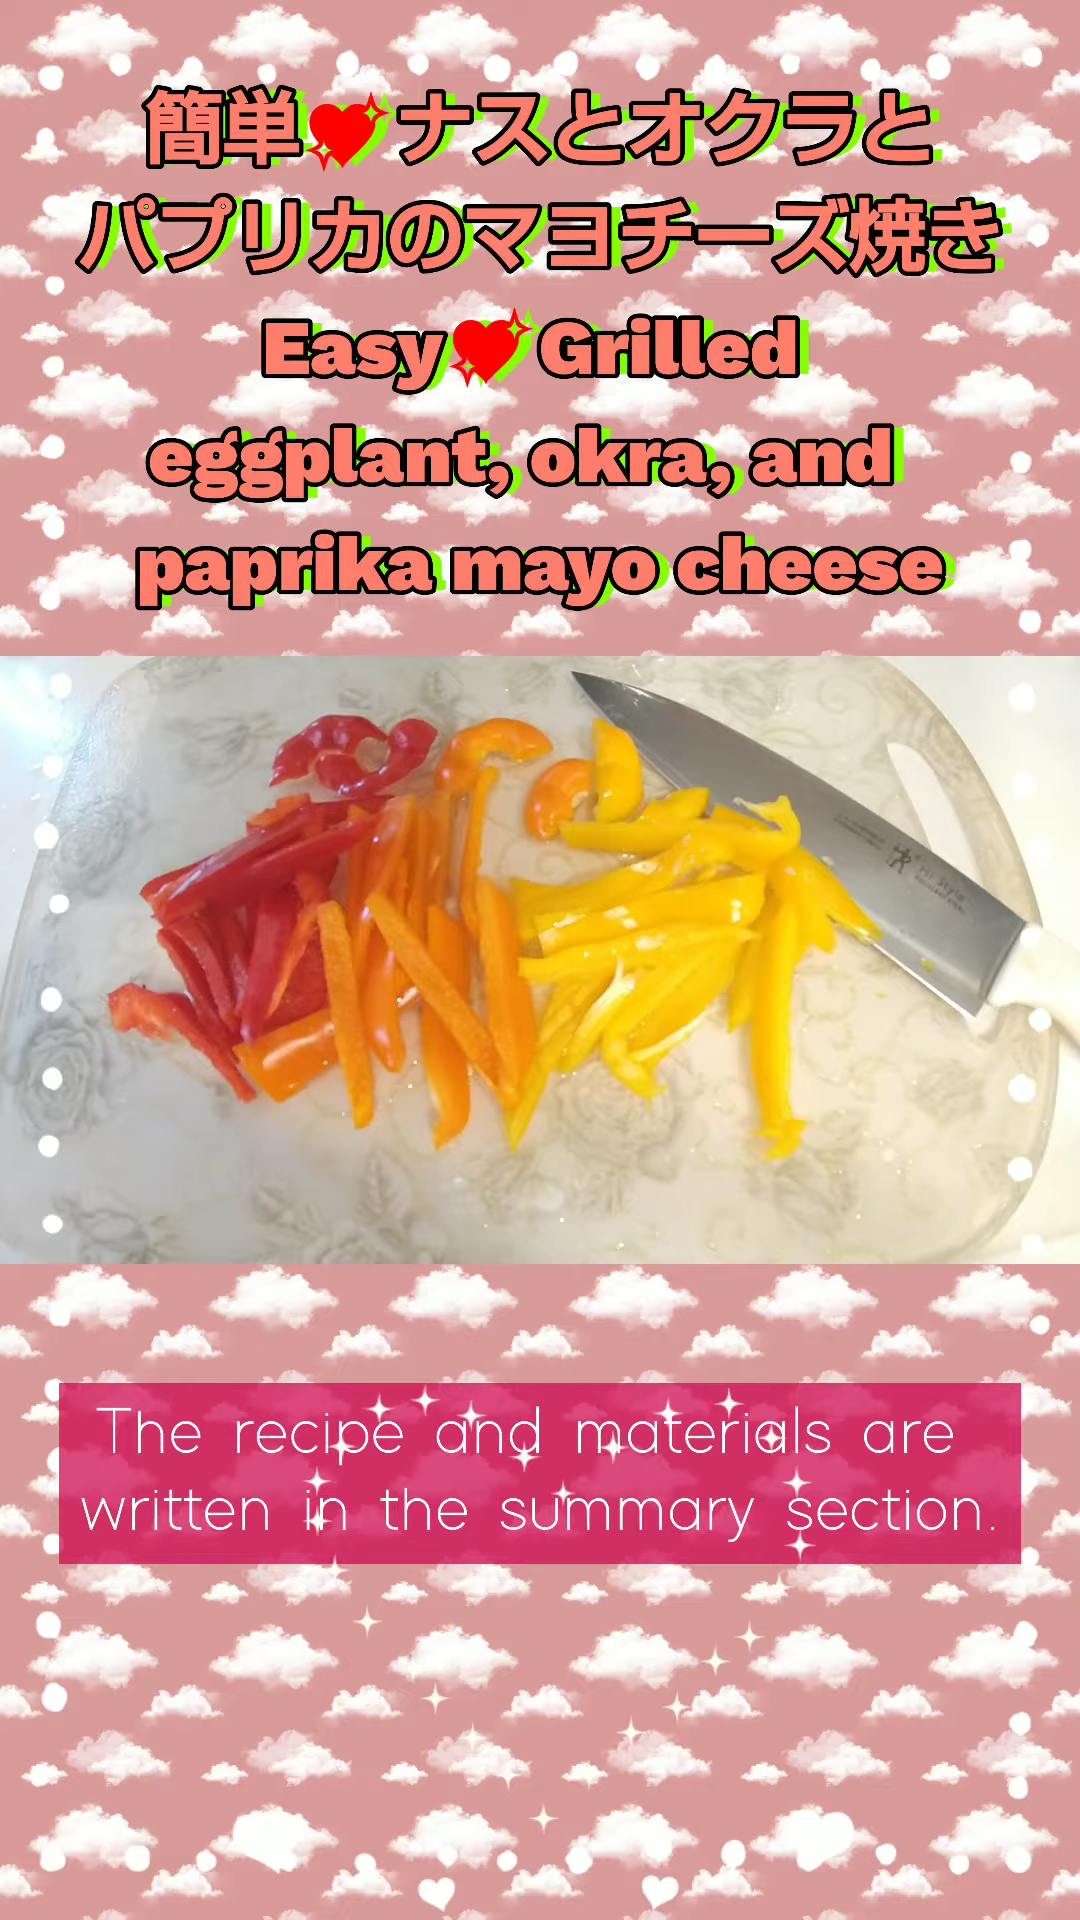 簡単💖ナスとオクラと
パプリカのマヨチーズ焼き
Easy💖Grilled
eggplant, okra, and
paprika mayo cheese
HI Style
The recipe and materials are
written in the summary section.